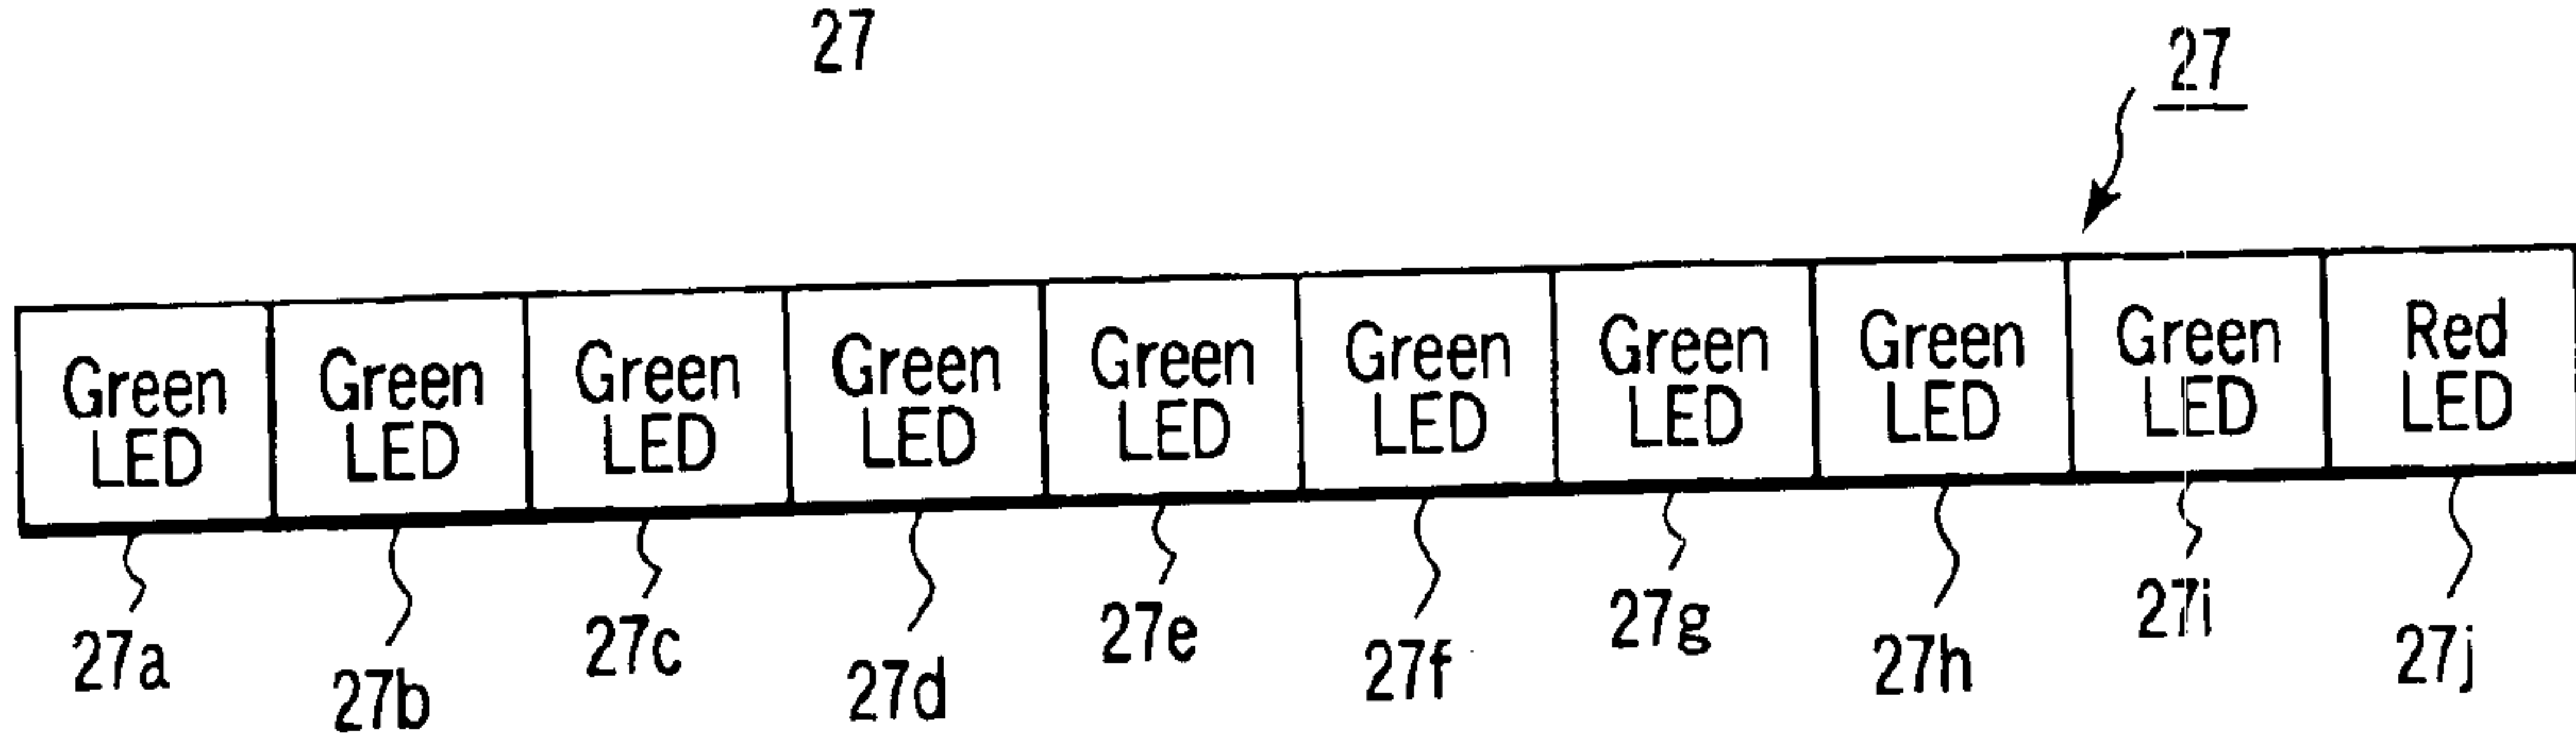 27
27
Green LED Green LED Green LED Green LED Green LED Green LED Green LED Green LED Green LED Red LED
27a 27b 27c 27d 27e 27f 27g 27h 27i 27j